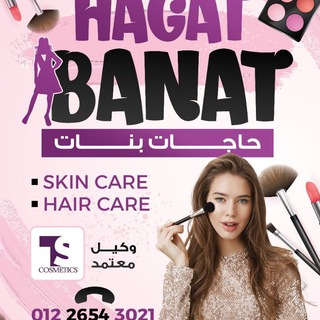 HAGAT
BANAT
حاجات بنات
▪ SKIN CARE
▪ HAIR CARE
TS
COSMETICS
وكيل
معتمد
012 2654 3021